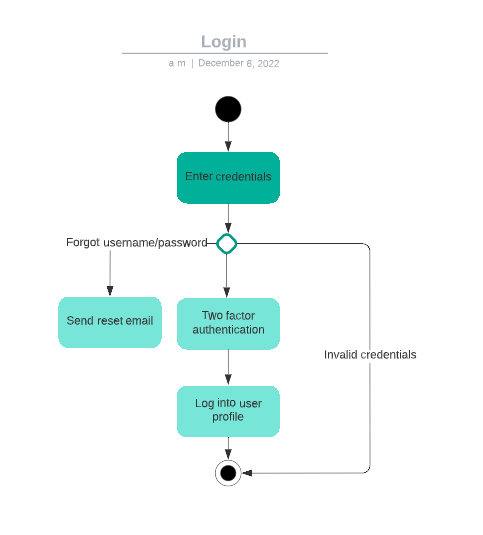 Login
a m | December 6, 2022
Enter credentials
Forgot username/password
Send reset email
Two factor
authentication
Invalid credentials
Log into user
profile